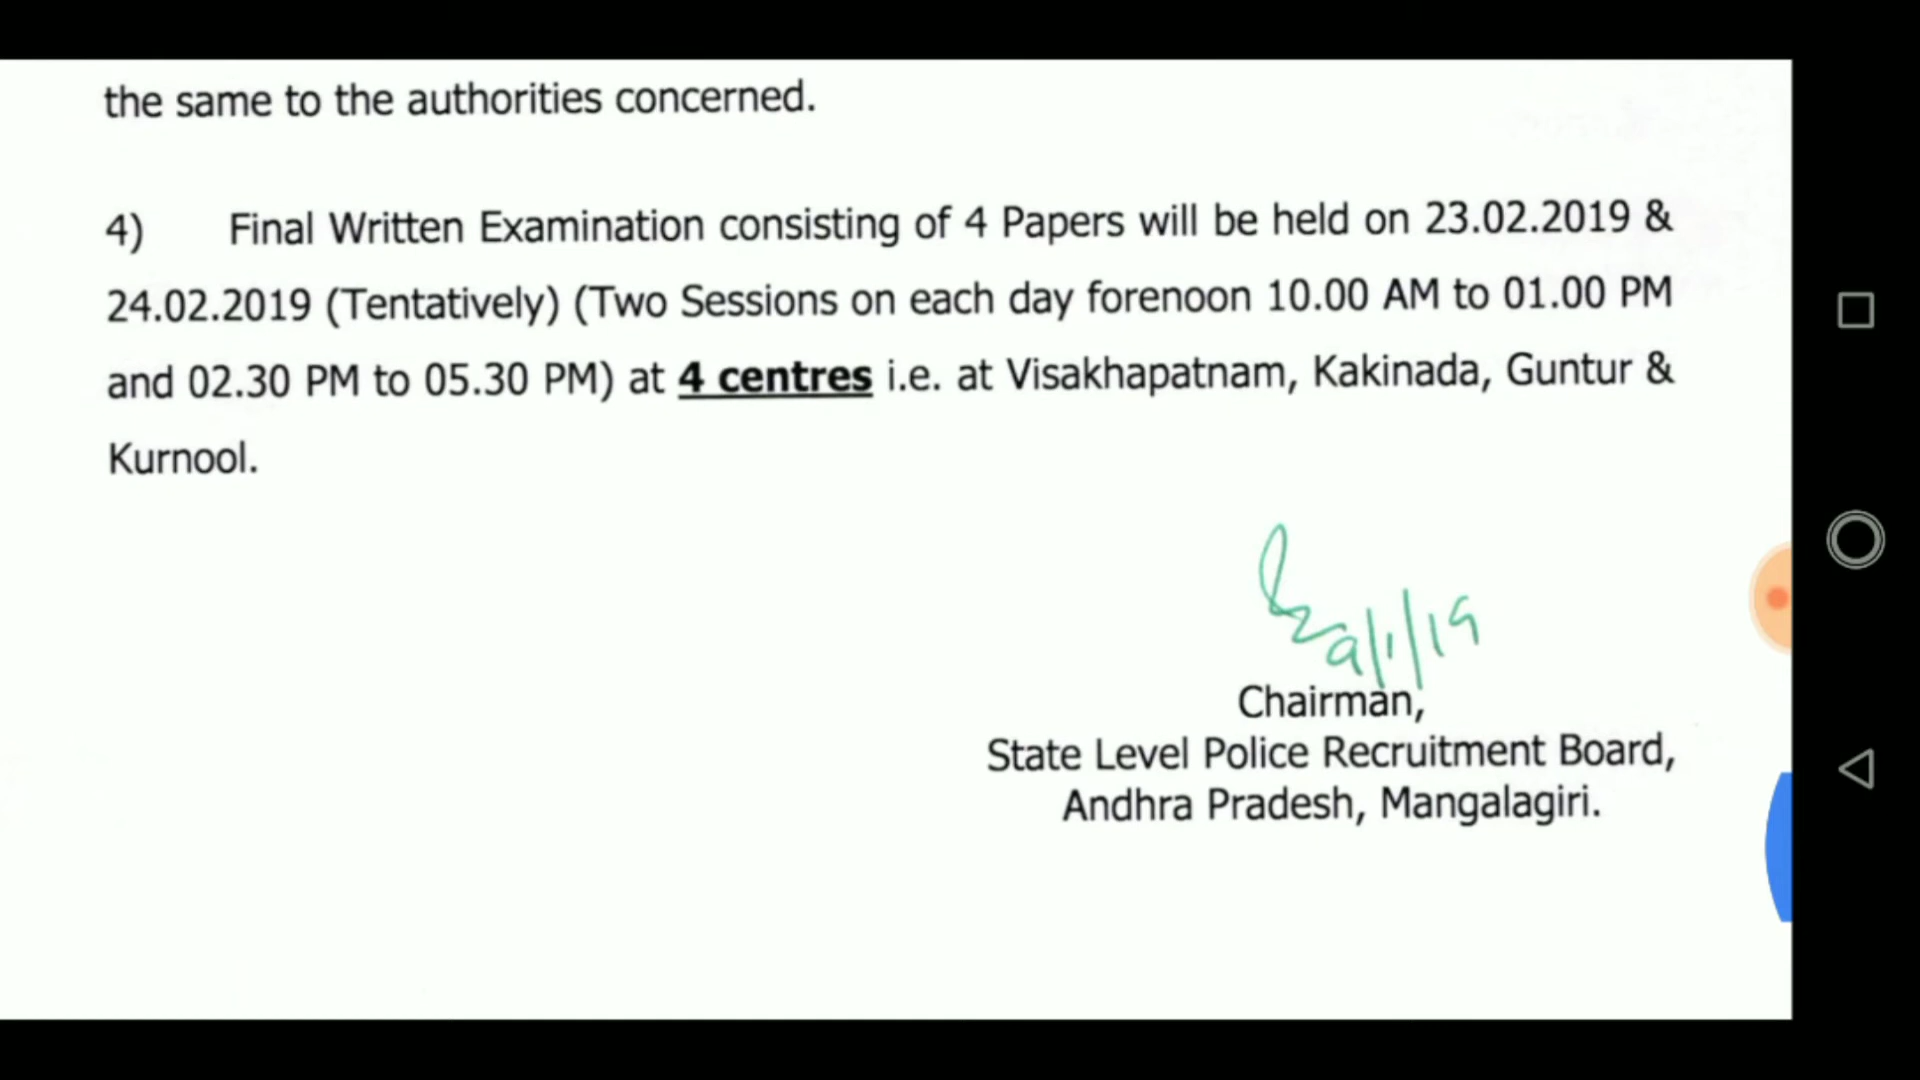 the same to the authorities concerned.
4) Final Written Examination consisting of 4 Papers will be held on 23.02.2019 &
24.02.2019 (Tentatively) (Two Sessions on each day forenoon 10.00 AM to 01.00 PM
and 02.30 PM to 05.30 PM) at 4 centres i.e. at Visakhapatnam, Kakinada, Guntur &
Kurnool.
9/1/19
Chairman,
State Level Police Recruitment Board,
Andhra Pradesh, Mangalagiri.